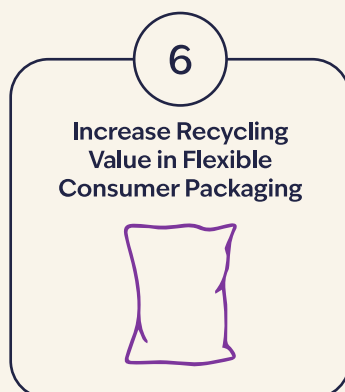 6
Increase Recycling
Value in Flexible
Consumer Packaging